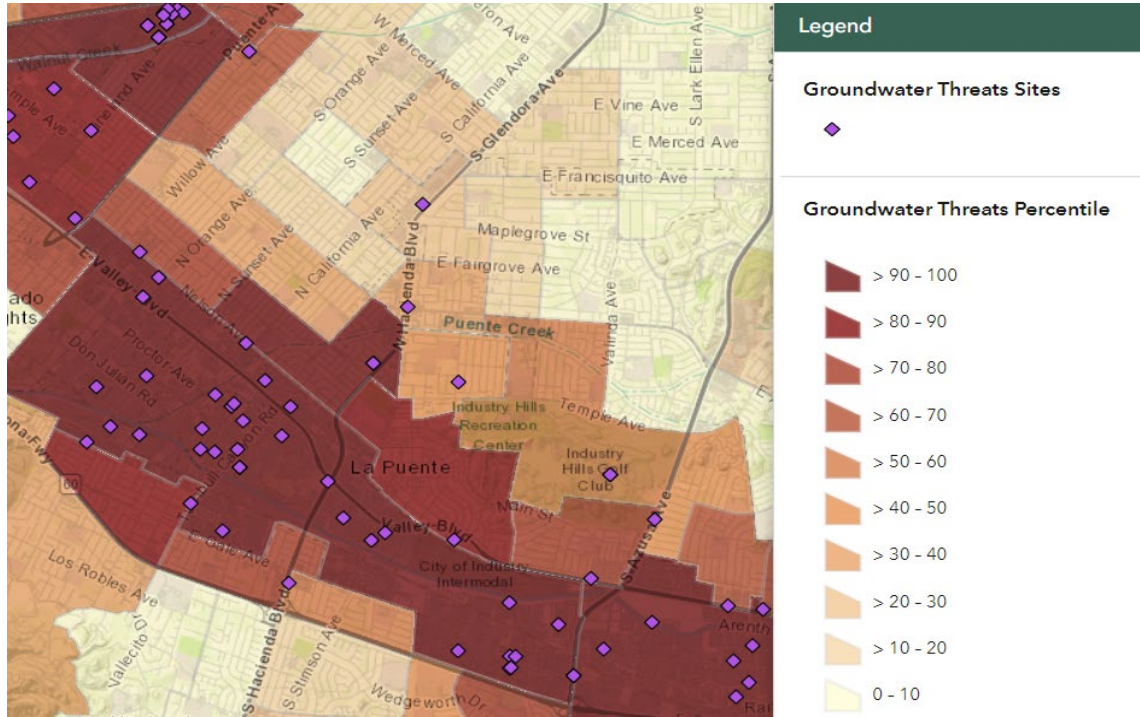 Legend
Groundwater Threats Sites
Groundwater Threats Percentile
> 90 - 100
> 80 - 90
> 70 - 80
> 60 - 70
> 50 - 60
> 40 - 50
> 30 - 40
> 20 - 30
> 10 - 20
0 - 10
Walnut Creek
Puente Ave
W Merced Ave
S Orange Ave
S California Ave
S Sunset Ave
S Glendora Ave
S Lark Ellen Ave
E Vine Ave
E Merced Ave
E Francisquito Ave
Willow Ave
N Orange Ave
N Sunset Ave
N California Ave
N Hacienda Blvd
Maplegrove St
E Fairgrove Ave
Puente Creek
Valinda Ave
E Valley Blvd
Nelson Ave
Proctor Ave
Don Julian Rd
Temple Ave
Industry Hills
Recreation
Center
Industry
Hills Golf
Club
La Puente
Main St
S Azusa Ave
Valley Blvd
60
City of Industry
Intermodal
Los Robles Ave
Vallecito Dr
S Hacienda Blvd
S Stimson Ave
Wedgeworth Dr